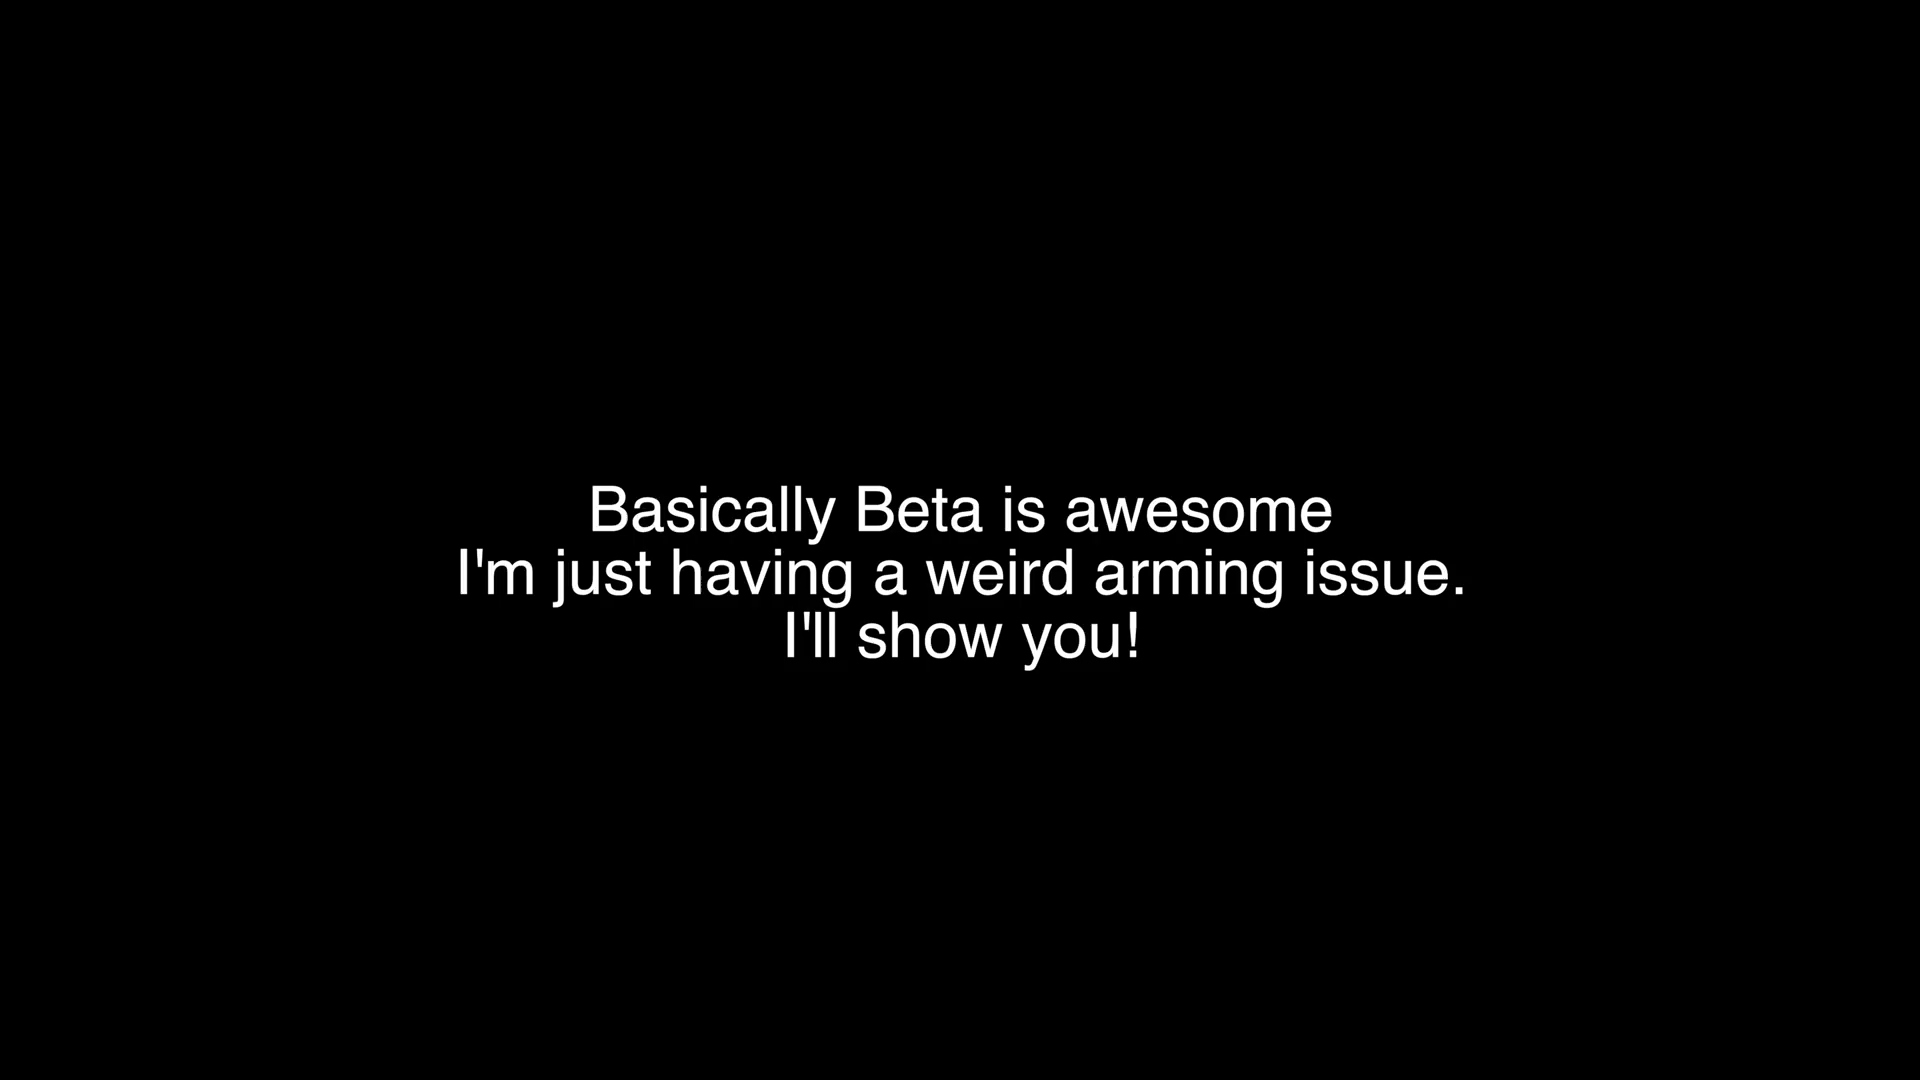 Basically Beta is awesome
I'm just having a weird arming issue.
I'll show you!